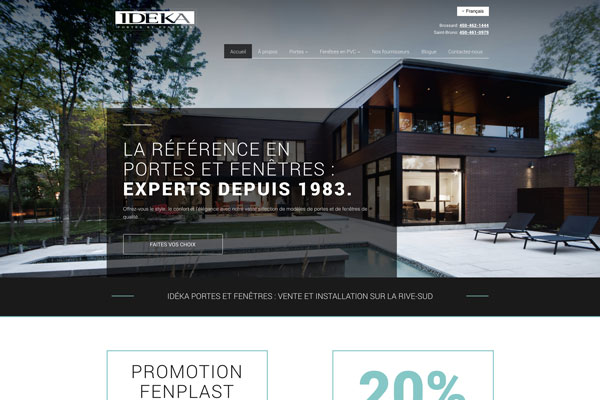 IDEKA
PORTES ET FENÊTRES
Français
Boissard: 450-463-1444
Saint-Bruno: 450-461-9978
Accueil À propos Portes Fenêtres en PVC Nos fournisseurs Blogue Contactez-nous
LA RÉFÉRENCE EN
PORTES ET FENÊTRES :
EXPERTS DEPUIS 1983.
Offrez-vous le style, le confort et l'élégance avec notre vaste sélection de modèles de portes et de fenêtres de
qualité.
FAITES VOS CHOIX
IDÉKA PORTES ET FENÊTRES : VENTE ET INSTALLATION SUR LA RIVE-SUD
PROMOTION
FENPLAST
20%